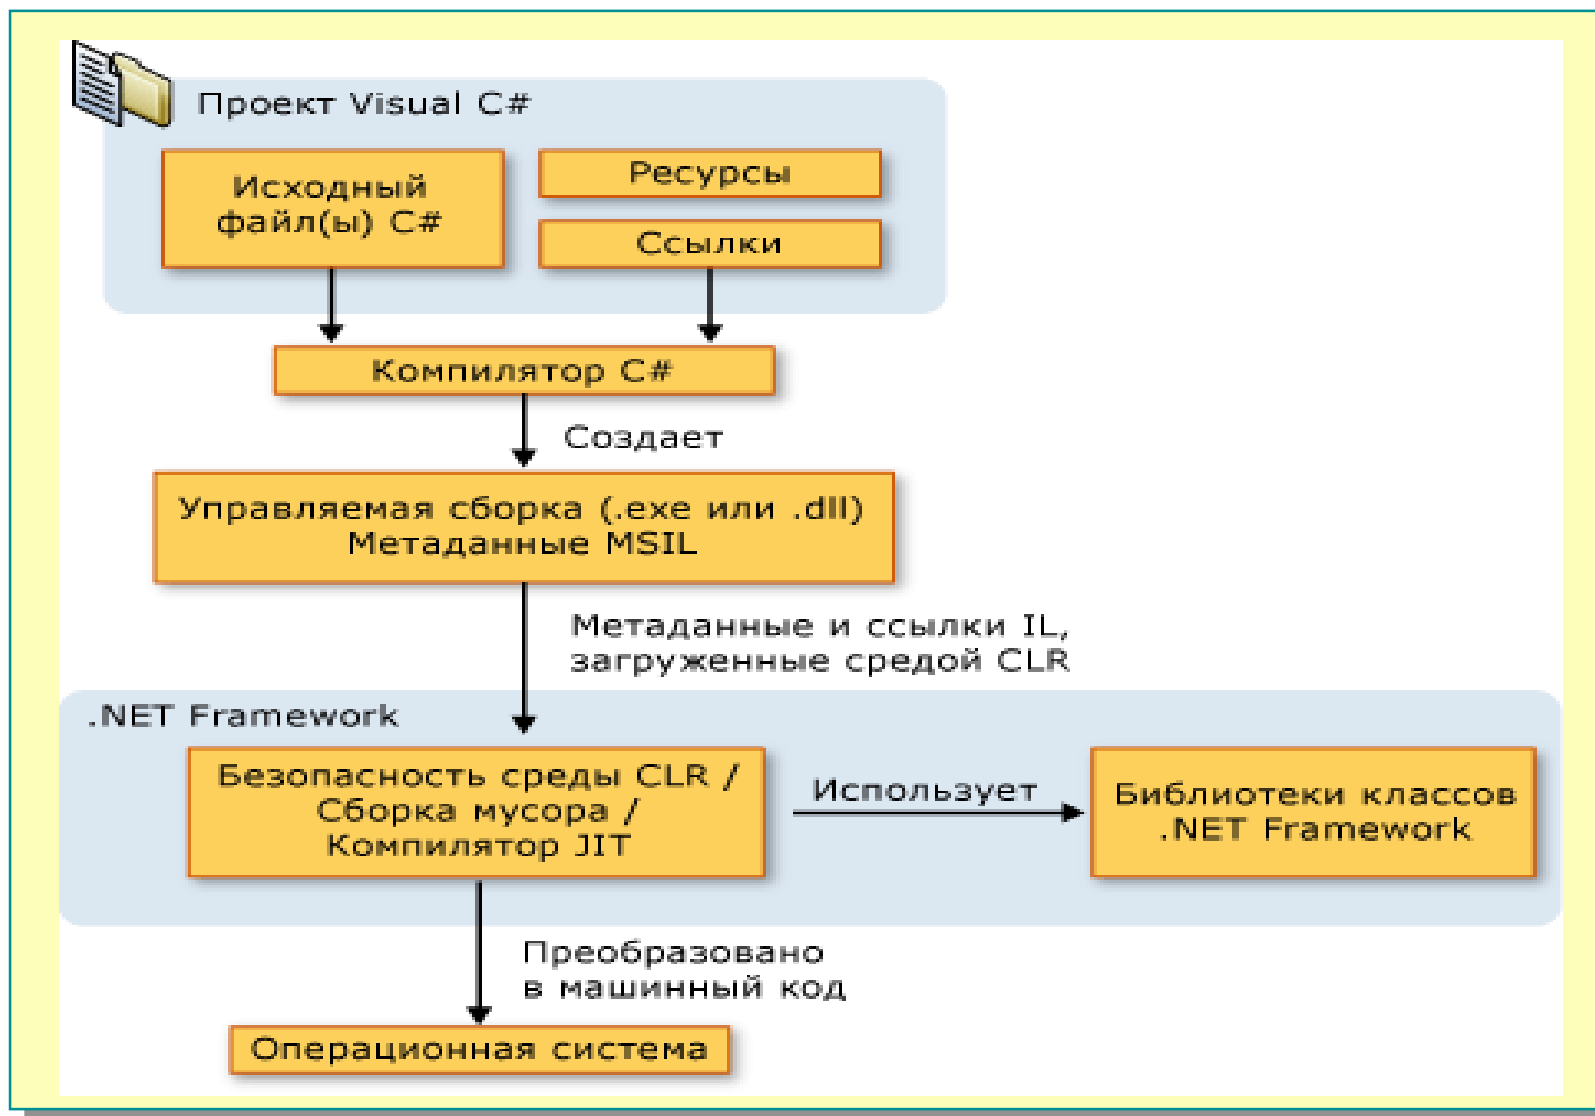 Проект Visual C#
Исходный
файл(ы) C#
Ресурсы
Ссылки
Компилятор C#
Создает
Управляемая сборка (.exe или .dll)
Метаданные MSIL
Метаданные и ссылки IL,
загруженные средой CLR
.NET Framework
Безопасность среды CLR /
Сборка мусора /
Компилятор JIT
Использует
Библиотеки классов
.NET Framework
Преобразовано
в машинный код
Операционная система